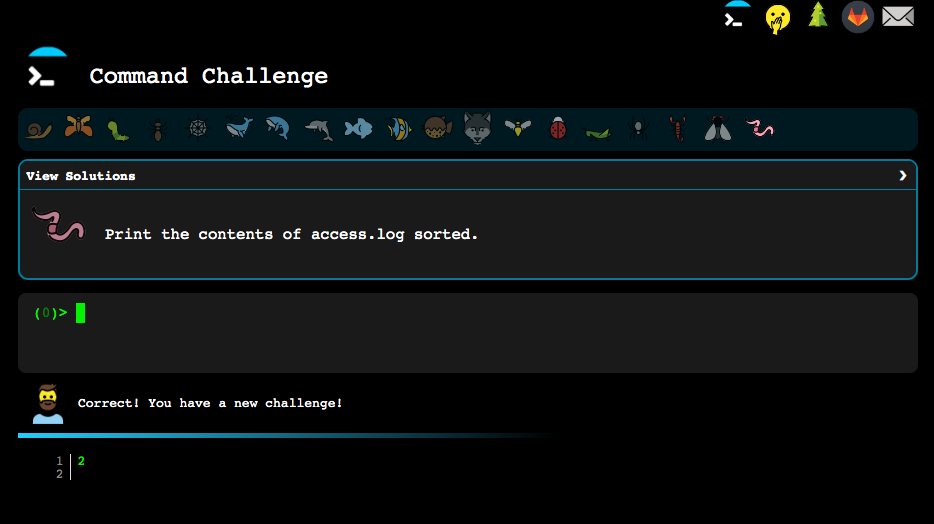 Command Challenge
View Solutions
Print the contents of access.log sorted.
(0)>
Correct! You have a new challenge!
1 2
2